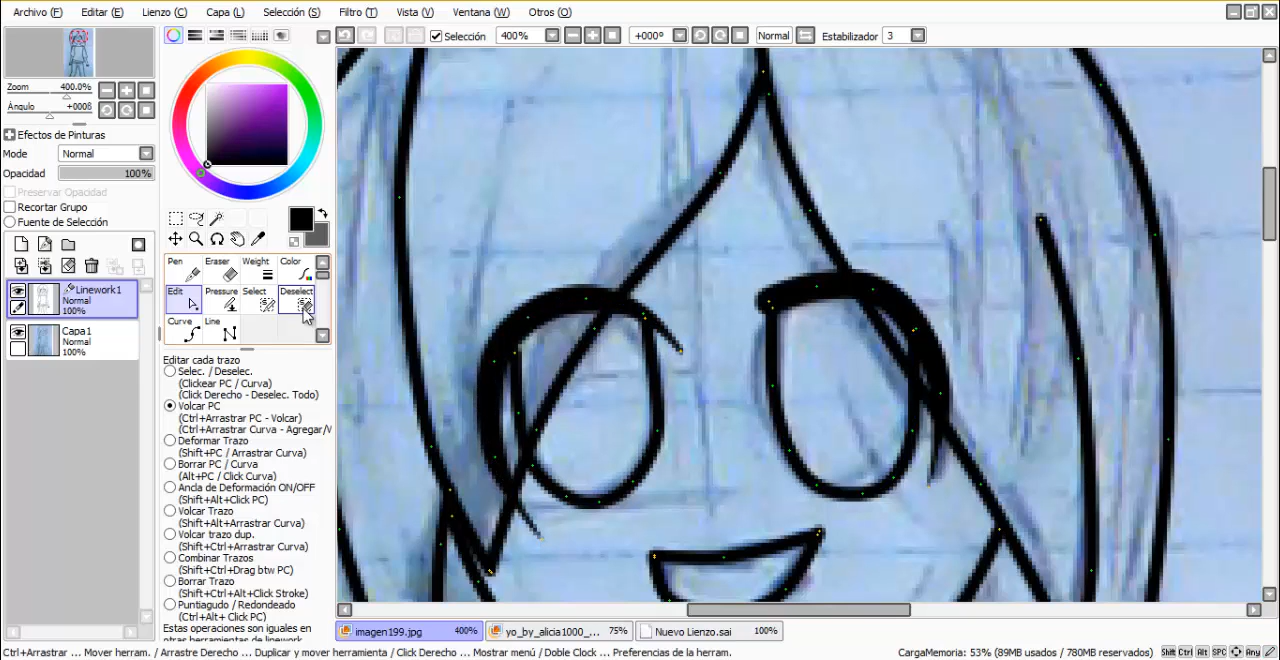 Archivo (F) Editar (E) Lienzo (C) Capa (L) Selección (S) Filtro (T) Vista (V) Ventana (W) Otros (O)
Selección 400% +000º Normal Estabilizador 3
Zoom 400.0%
Ángulo +000ß
Efectos de Pinturas
Mode Normal
Opacidad 100%
Preservar Opacidad
Recortar Grupo
Fuente de Selección
Linework1
Normal
100%
Capa1
Normal
100%
Pen Eraser Weight Color
Edit Pressure Select Deselect
Curve Line
Editar cada trazo
Selec. / Deselec.
(Clickear PC / Curva)
(Click Derecho - Deselec. Todo)
Volcar PC
(Ctrl+Arrastrar PC - Volcar)
(Ctrl+Arrastrar Curva - Agregar/V
Deformar Trazo
(Shift+PC / Arrastrar Curva)
Borrar PC / Curva
(Alt+PC / Click Curva)
Ancla de Deformación ON/OFF
(Shift+Alt+Click PC)
Volcar Trazo
(Shift+Alt+Arrastrar Curva)
Volcar trazo dup.
(Shift+Ctrl+Arrastrar Curva)
Combinar Trazos
(Shift+Ctrl+Drag btw PC)
Borrar Trazo
(Shift+Ctrl+Alt+Click Stroke)
Puntiagudo / Redondeado
(Ctrl+Alt+ Click PC)
Estas operaciones son iguales en
otras herramientas de linework
imagen199.jpg 400% yo_by_alicia1000_... 75% Nuevo Lienzo.sai 100%
Ctrl+Arrastrar ... Mover herram. / Arrastre Derecho ... Duplicar y mover herramienta / Click Derecho ... Mostrar menú / Doble Clock ... Preferencias de la herram. CargaMemoria: 53% (89MB usados / 780MB reservados) Shift Ctrl Alt SPC Any